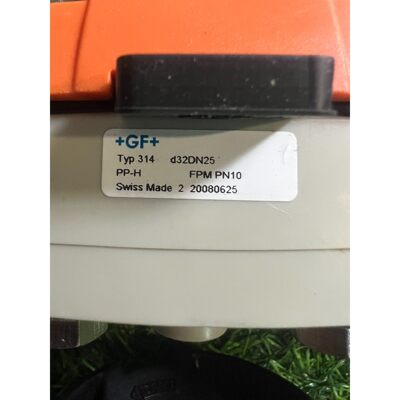 +GF+
Typ 314 d32DN25
PP-H FPM PN10
Swiss Made 2 20080625